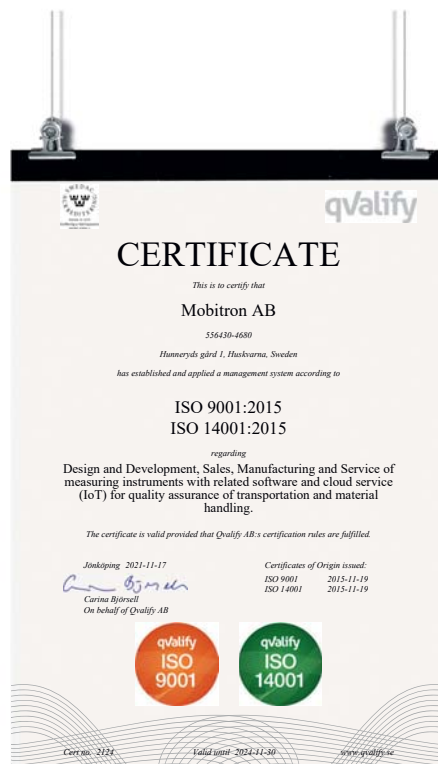 SWEDAC
ACKREDITERING
qvalify
CERTIFICATE
This is to certify that
Mobitron AB
556430-4680
Hunneryds gård 1, Huskvarna, Sweden
has established and applied a management system according to
ISO 9001:2015
ISO 14001:2015
regarding
Design and Development, Sales, Manufacturing and Service of
measuring instruments with related software and cloud service
(IoT) for quality assurance of transportation and material
handling.
The certificate is valid provided that Qvalify AB:s certification rules are fulfilled.
Jönköping 2021-11-17
Carina Björsell
Carina Björsell
On behalf of Qvalify AB
Certificates of Origin issued:
ISO 9001 2015-11-19
ISO 14001 2015-11-19
qvalify
ISO
9001
qvalify
ISO
14001
Cert no. 2124
Valid until 2024-11-30
www.qvalify.se